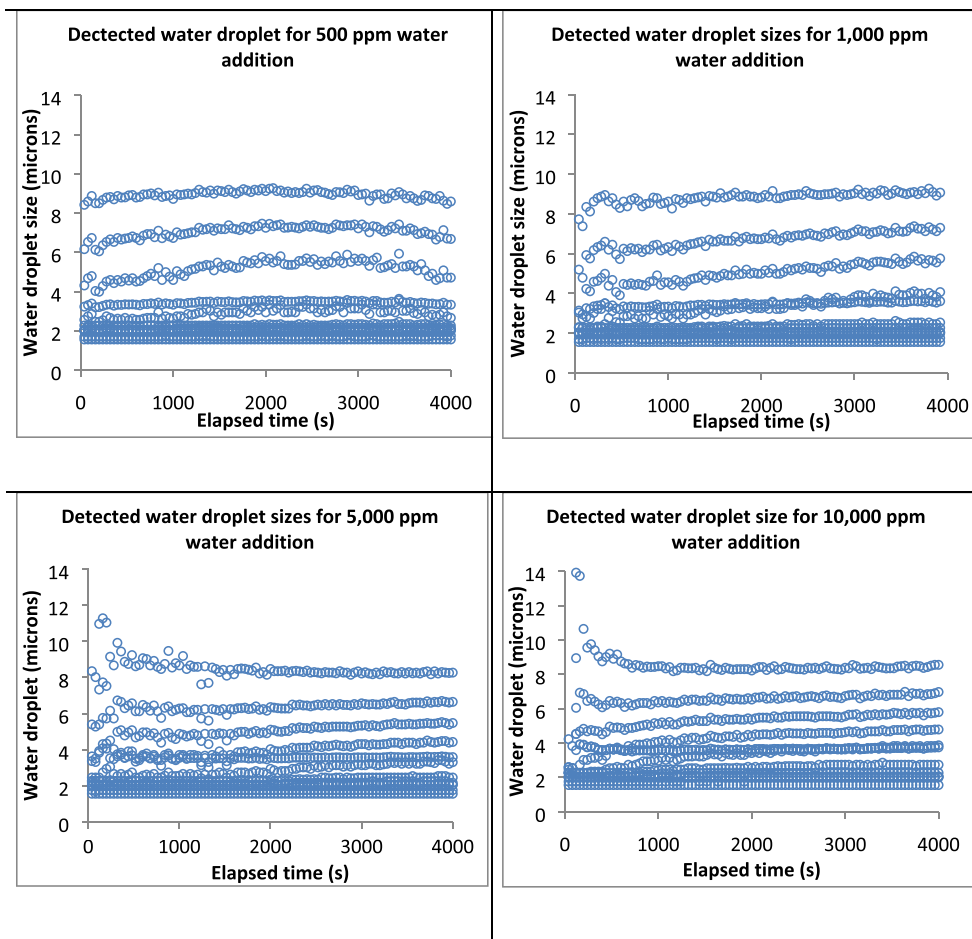 Dectected water droplet for 500 ppm water
addition
Water droplet size (microns)
14
12
10
8
6
4
2
0
0 1000 2000 3000 4000
Elapsed time (s)
Detected water droplet sizes for 1,000 ppm
water addition
Water droplet size (microns)
14
12
10
8
6
4
2
0
0 1000 2000 3000 4000
Elapsed time (s)
Detected water droplet sizes for 5,000 ppm
water addition
Water droplet (microns)
14
12
10
8
6
4
2
0
0 1000 2000 3000 4000
Elapsed time (s)
Detected water droplet size for 10,000 ppm
water addition
Water droplet (microns)
14
12
10
8
6
4
2
0
0 1000 2000 3000 4000
Elapsed time (s)